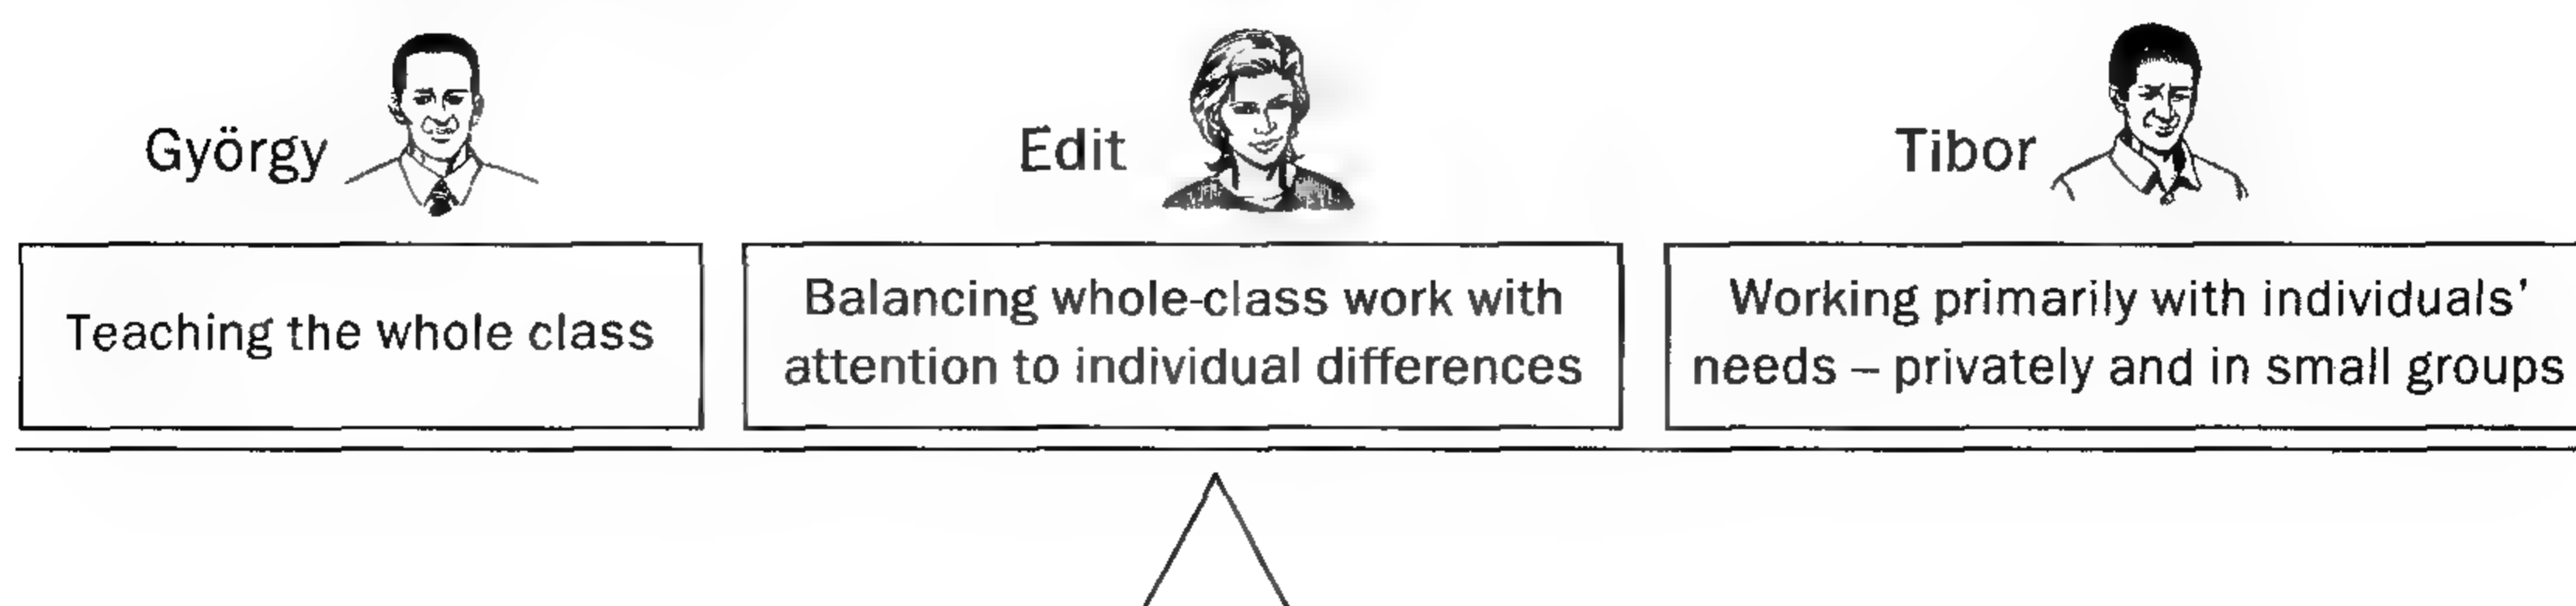 György
Edit
Tibor
Teaching the whole class
Balancing whole-class work with
attention to individual differences
Working primarily with individuals’
needs – privately and in small groups